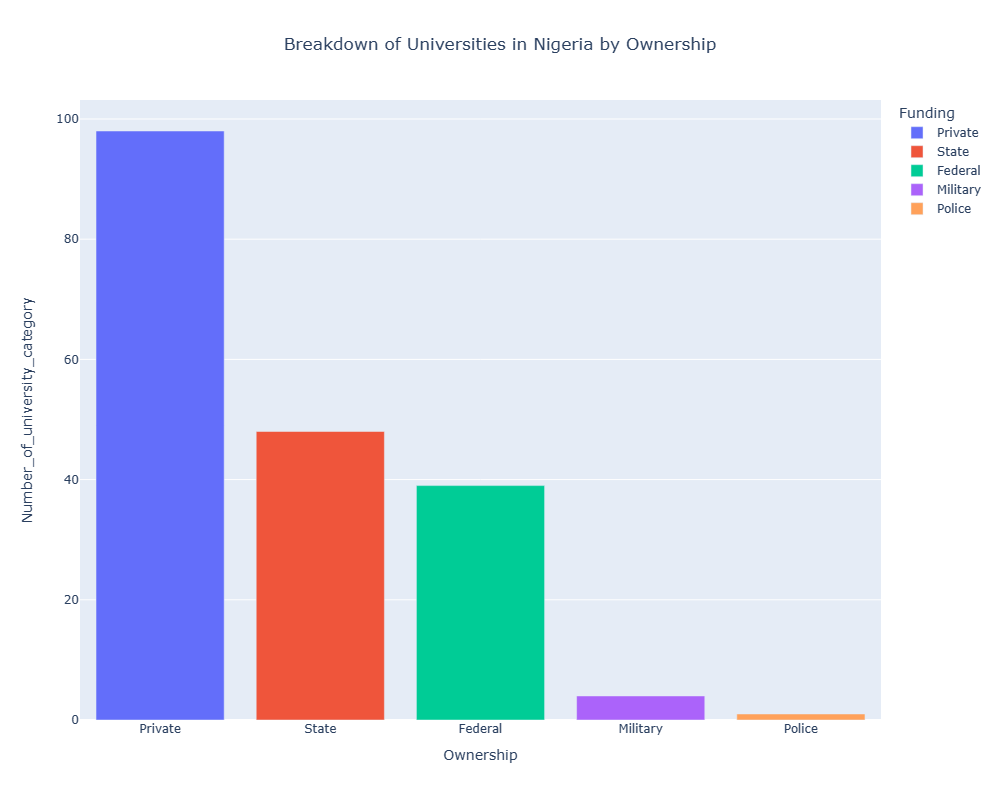 Breakdown of Universities in Nigeria by Ownership
Funding
Private
State
Federal
Military
Police
Number_of_university_category
100
80
60
40
20
0
Private
State
Federal
Military
Police
Ownership